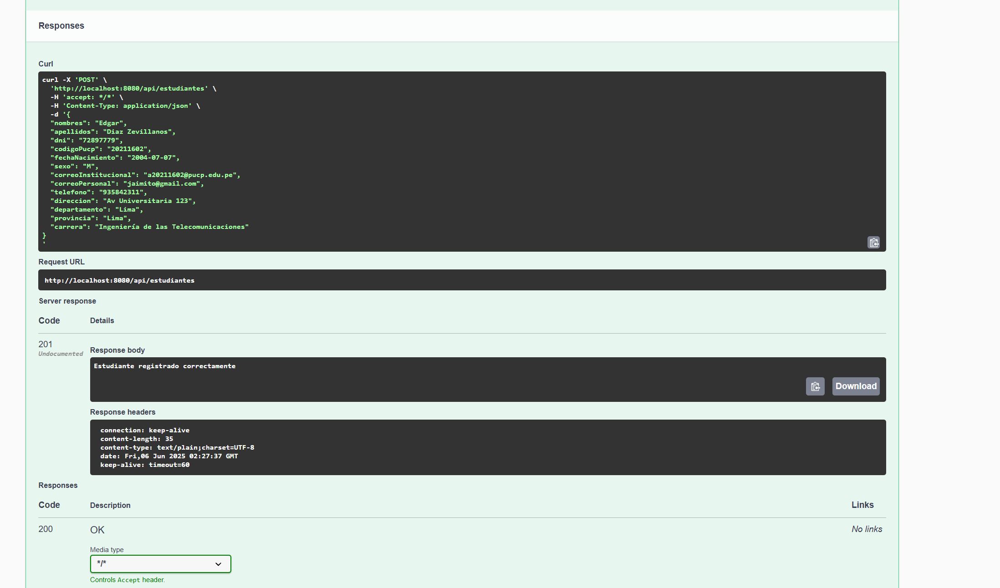 Responses
Curl
curl -X 'POST' \
'http://localhost:8080/api/estudiantes' \
-H 'accept: */*' \
-H 'Content-Type: application/json' \
-d '{
"nombres": "Edgar",
"apellidos": "Diaz Zevillanos",
"dni": "72897779",
"codigoPucp": "20211602",
"fechaNacimiento": "2004-07-07",
"sexo": "M",
"correoInstitucional": "a20211602@pucp.edu.pe",
"correoPersonal": "jaimito@gmail.com",
"telefono": "935842311",
"direccion": "Av Universitaria 123",
"departamento": "Lima",
"provincia": "Lima",
"carrera": "Ingeniería de las Telecomunicaciones"
}
'
Request URL
http://localhost:8080/api/estudiantes
Server response
Code Details
201
Undocumented
Response body
Estudiante registrado correctamente
Download
Response headers
connection: keep-alive
content-length: 35
content-type: text/plain;charset=UTF-8
date: Fri,06 Jun 2025 02:27:37 GMT
keep-alive: timeout=60
Responses
Code Description Links
200 OK No links
Media type
*/*
Controls Accept header.